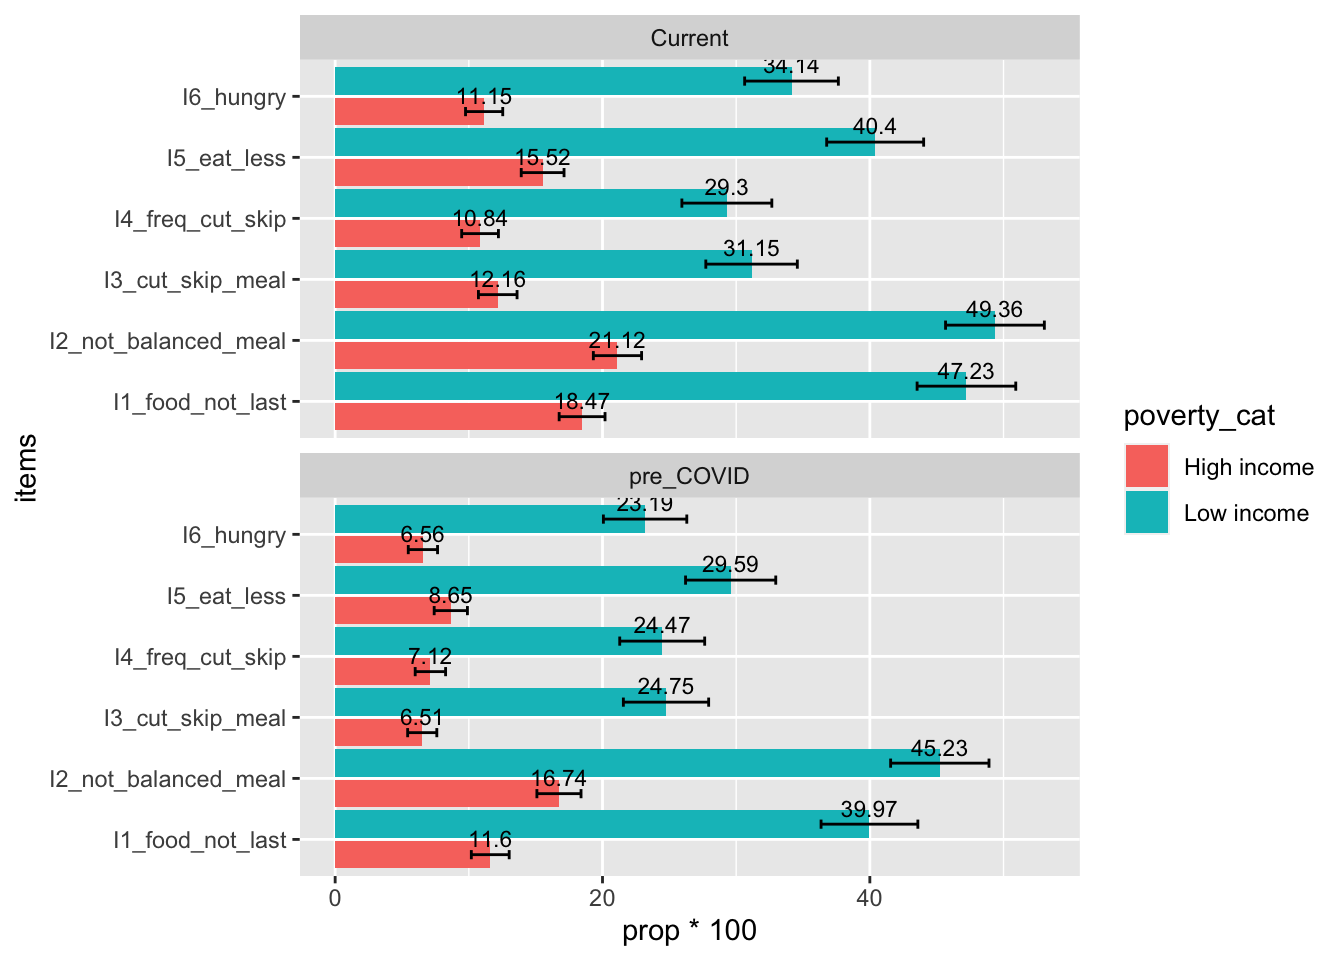 Current
I6_hungry
34.14
11.15
I5_eat_less
40.4
15.52
I4_freq_cut_skip
29.3
10.84
I3_cut_skip_meal
31.15
12.16
I2_not_balanced_meal
49.36
21.12
I1_food_not_last
47.23
18.47
pre_COVID
I6_hungry
23.19
6.56
I5_eat_less
29.59
8.65
I4_freq_cut_skip
24.47
7.12
I3_cut_skip_meal
24.75
6.51
I2_not_balanced_meal
45.23
16.74
I1_food_not_last
39.97
11.6
0 20 40
prop * 100
items
poverty_cat
High income
Low income